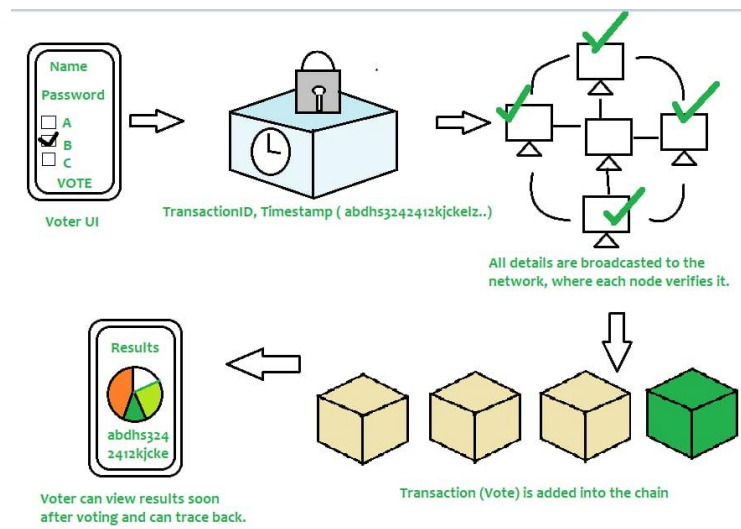 Name
Password
A
B
C
VOTE
Voter UI
TransactionID, Timestamp ( abdhs3242412kjckelz..)
All details are broadcasted to the
network, where each node verifies it.
Results
abdhs324
2412kjcke
Voter can view results soon
after voting and can trace back.
Transaction (Vote) is added into the chain